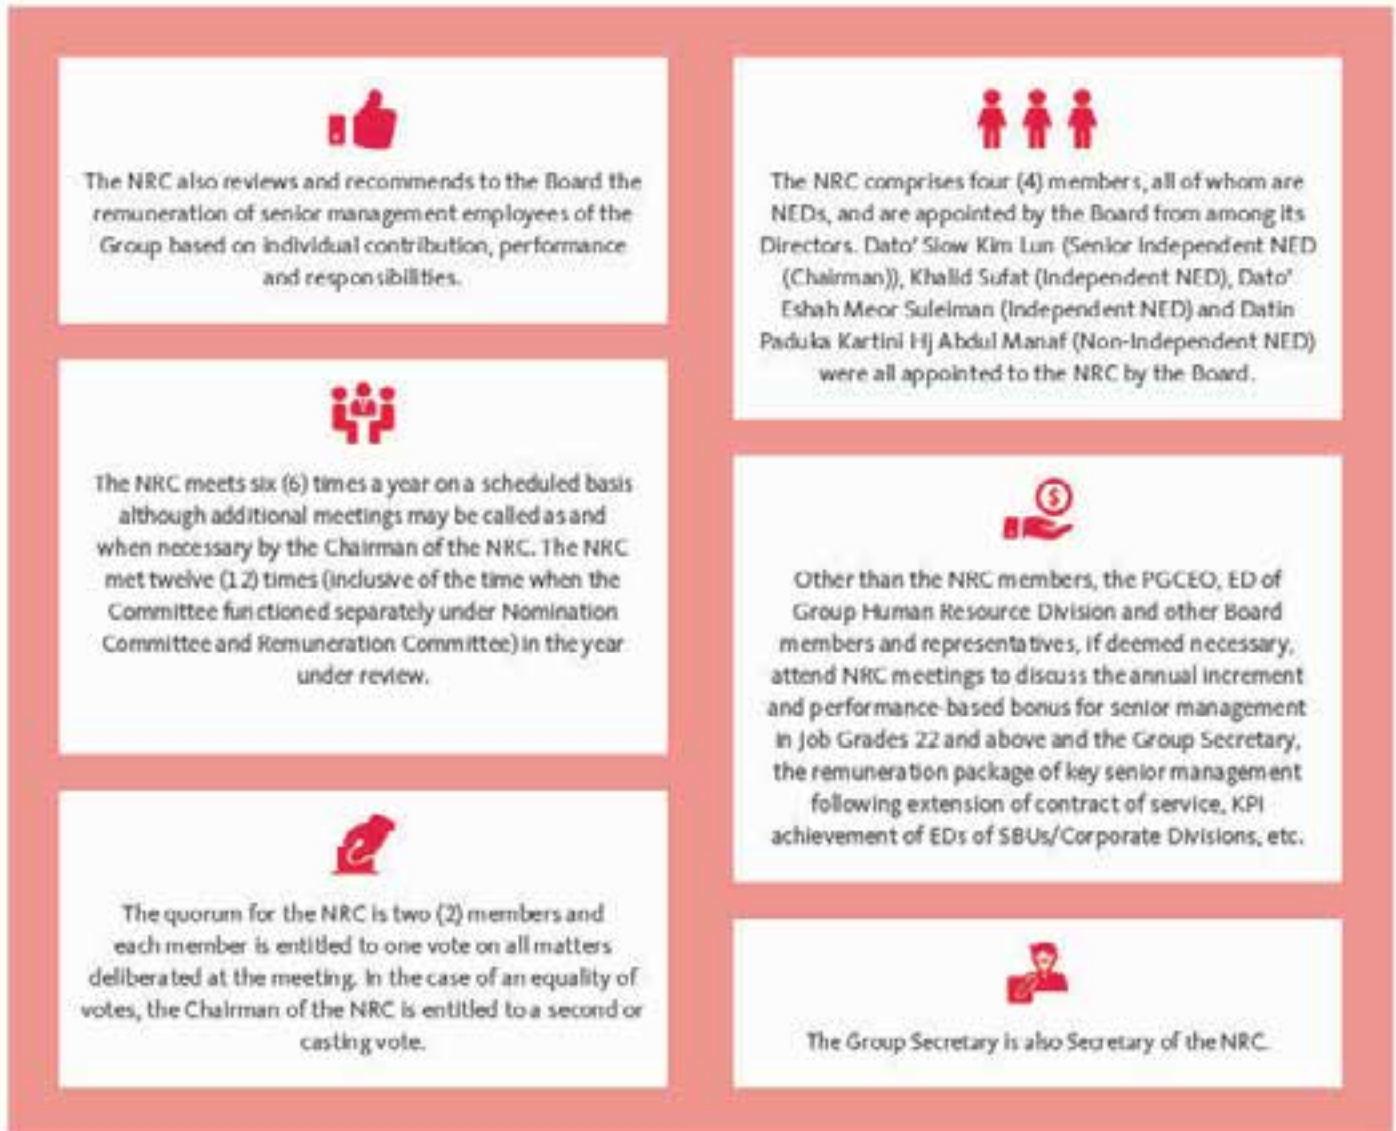 The NRC also reviews and recommends to the Board the
remuneration of senior management employees of the
Group based on individual contribution, performance
and responsibilities.
The NRC meets six (6) times a year on a scheduled basis
although additional meetings may be called as and
when necessary by the Chairman of the NRC. The NRC
met twelve (12) times (inclusive of the time when the
Committee functioned separately under Nomination
Committee and Remuneration Committee) in the year
under review.
The quorum for the NRC is two (2) members and
each member is entitled to one vote on all matters
deliberated at the meeting. In the case of an equality of
votes, the Chairman of the NRC is entitled to a second or
casting vote.
The NRC comprises four (4) members, all of whom are
NEDs, and are appointed by the Board from among its
Directors. Dato' Siow Kim Lun (Senior Independent NED
(Chairman)), Khalid Sufat (Independent NED), Dato'
Eshah Meor Suleiman (Independent NED) and Datin
Paduka Kartini Hj Abdul Manaf (Non-Independent NED)
were all appointed to the NRC by the Board.
Other than the NRC members, the PGCEO, ED of
Group Human Resource Division and other Board
members and representatives, if deemed necessary,
attend NRC meetings to discuss the annual increment
and performance-based bonus for senior management
in Job Grades 22 and above and the Group Secretary,
the remuneration package of key senior management
following extension of contract of service, KPI
achievement of EDs of SBUs/Corporate Divisions, etc.
The Group Secretary is also Secretary of the NRC.